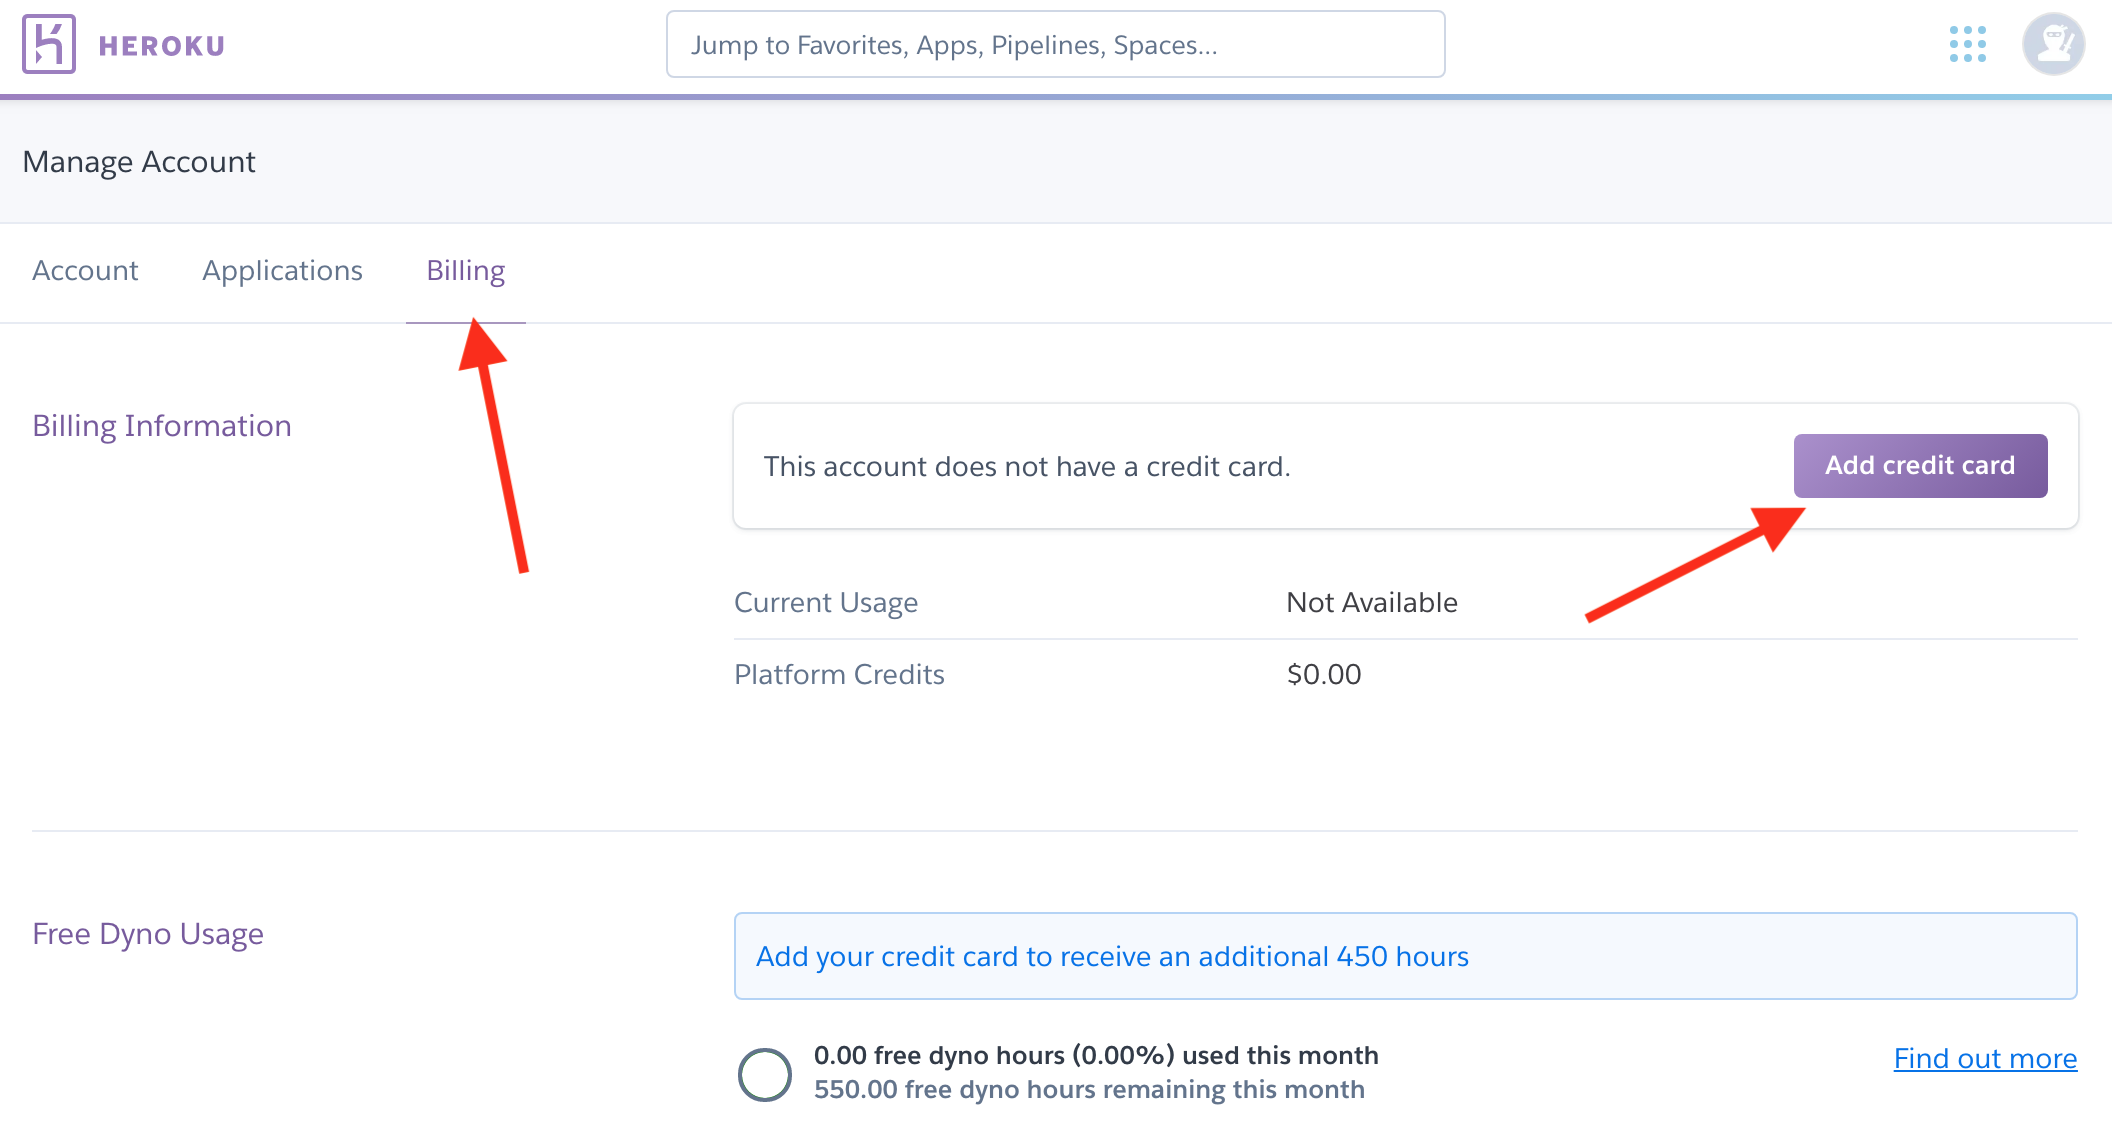 HEROKU
Jump to Favorites, Apps, Pipelines, Spaces...
Manage Account
Account
Applications
Billing
Billing Information
This account does not have a credit card.
Add credit card
Current Usage
Not Available
Platform Credits
$0.00
Free Dyno Usage
Add your credit card to receive an additional 450 hours
0.00 free dyno hours (0.00%) used this month
550.00 free dyno hours remaining this month
Find out more